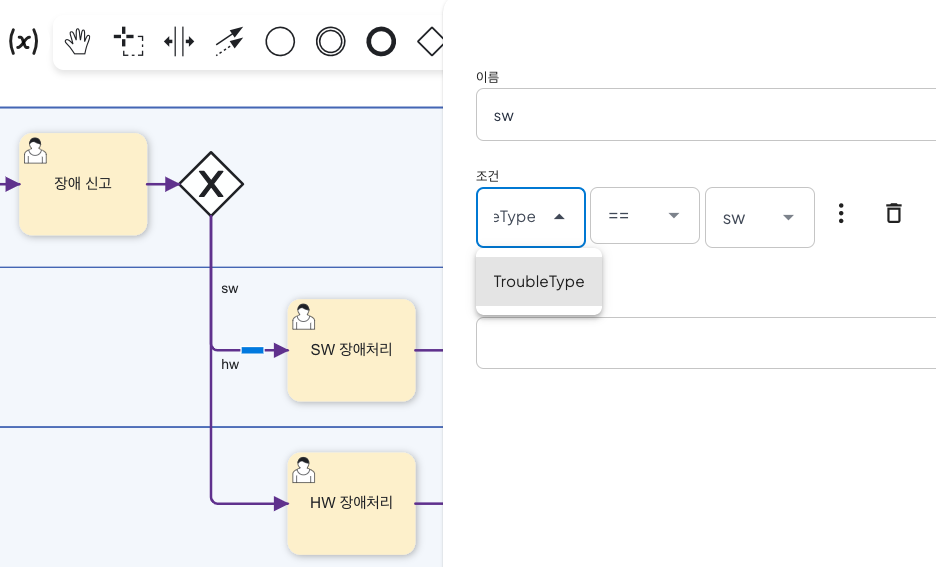 (x)
X
장애 신고
sw
SW 장애처리
hw
HW 장애처리
이름
sw
조건
eType
==
sw
TroubleType